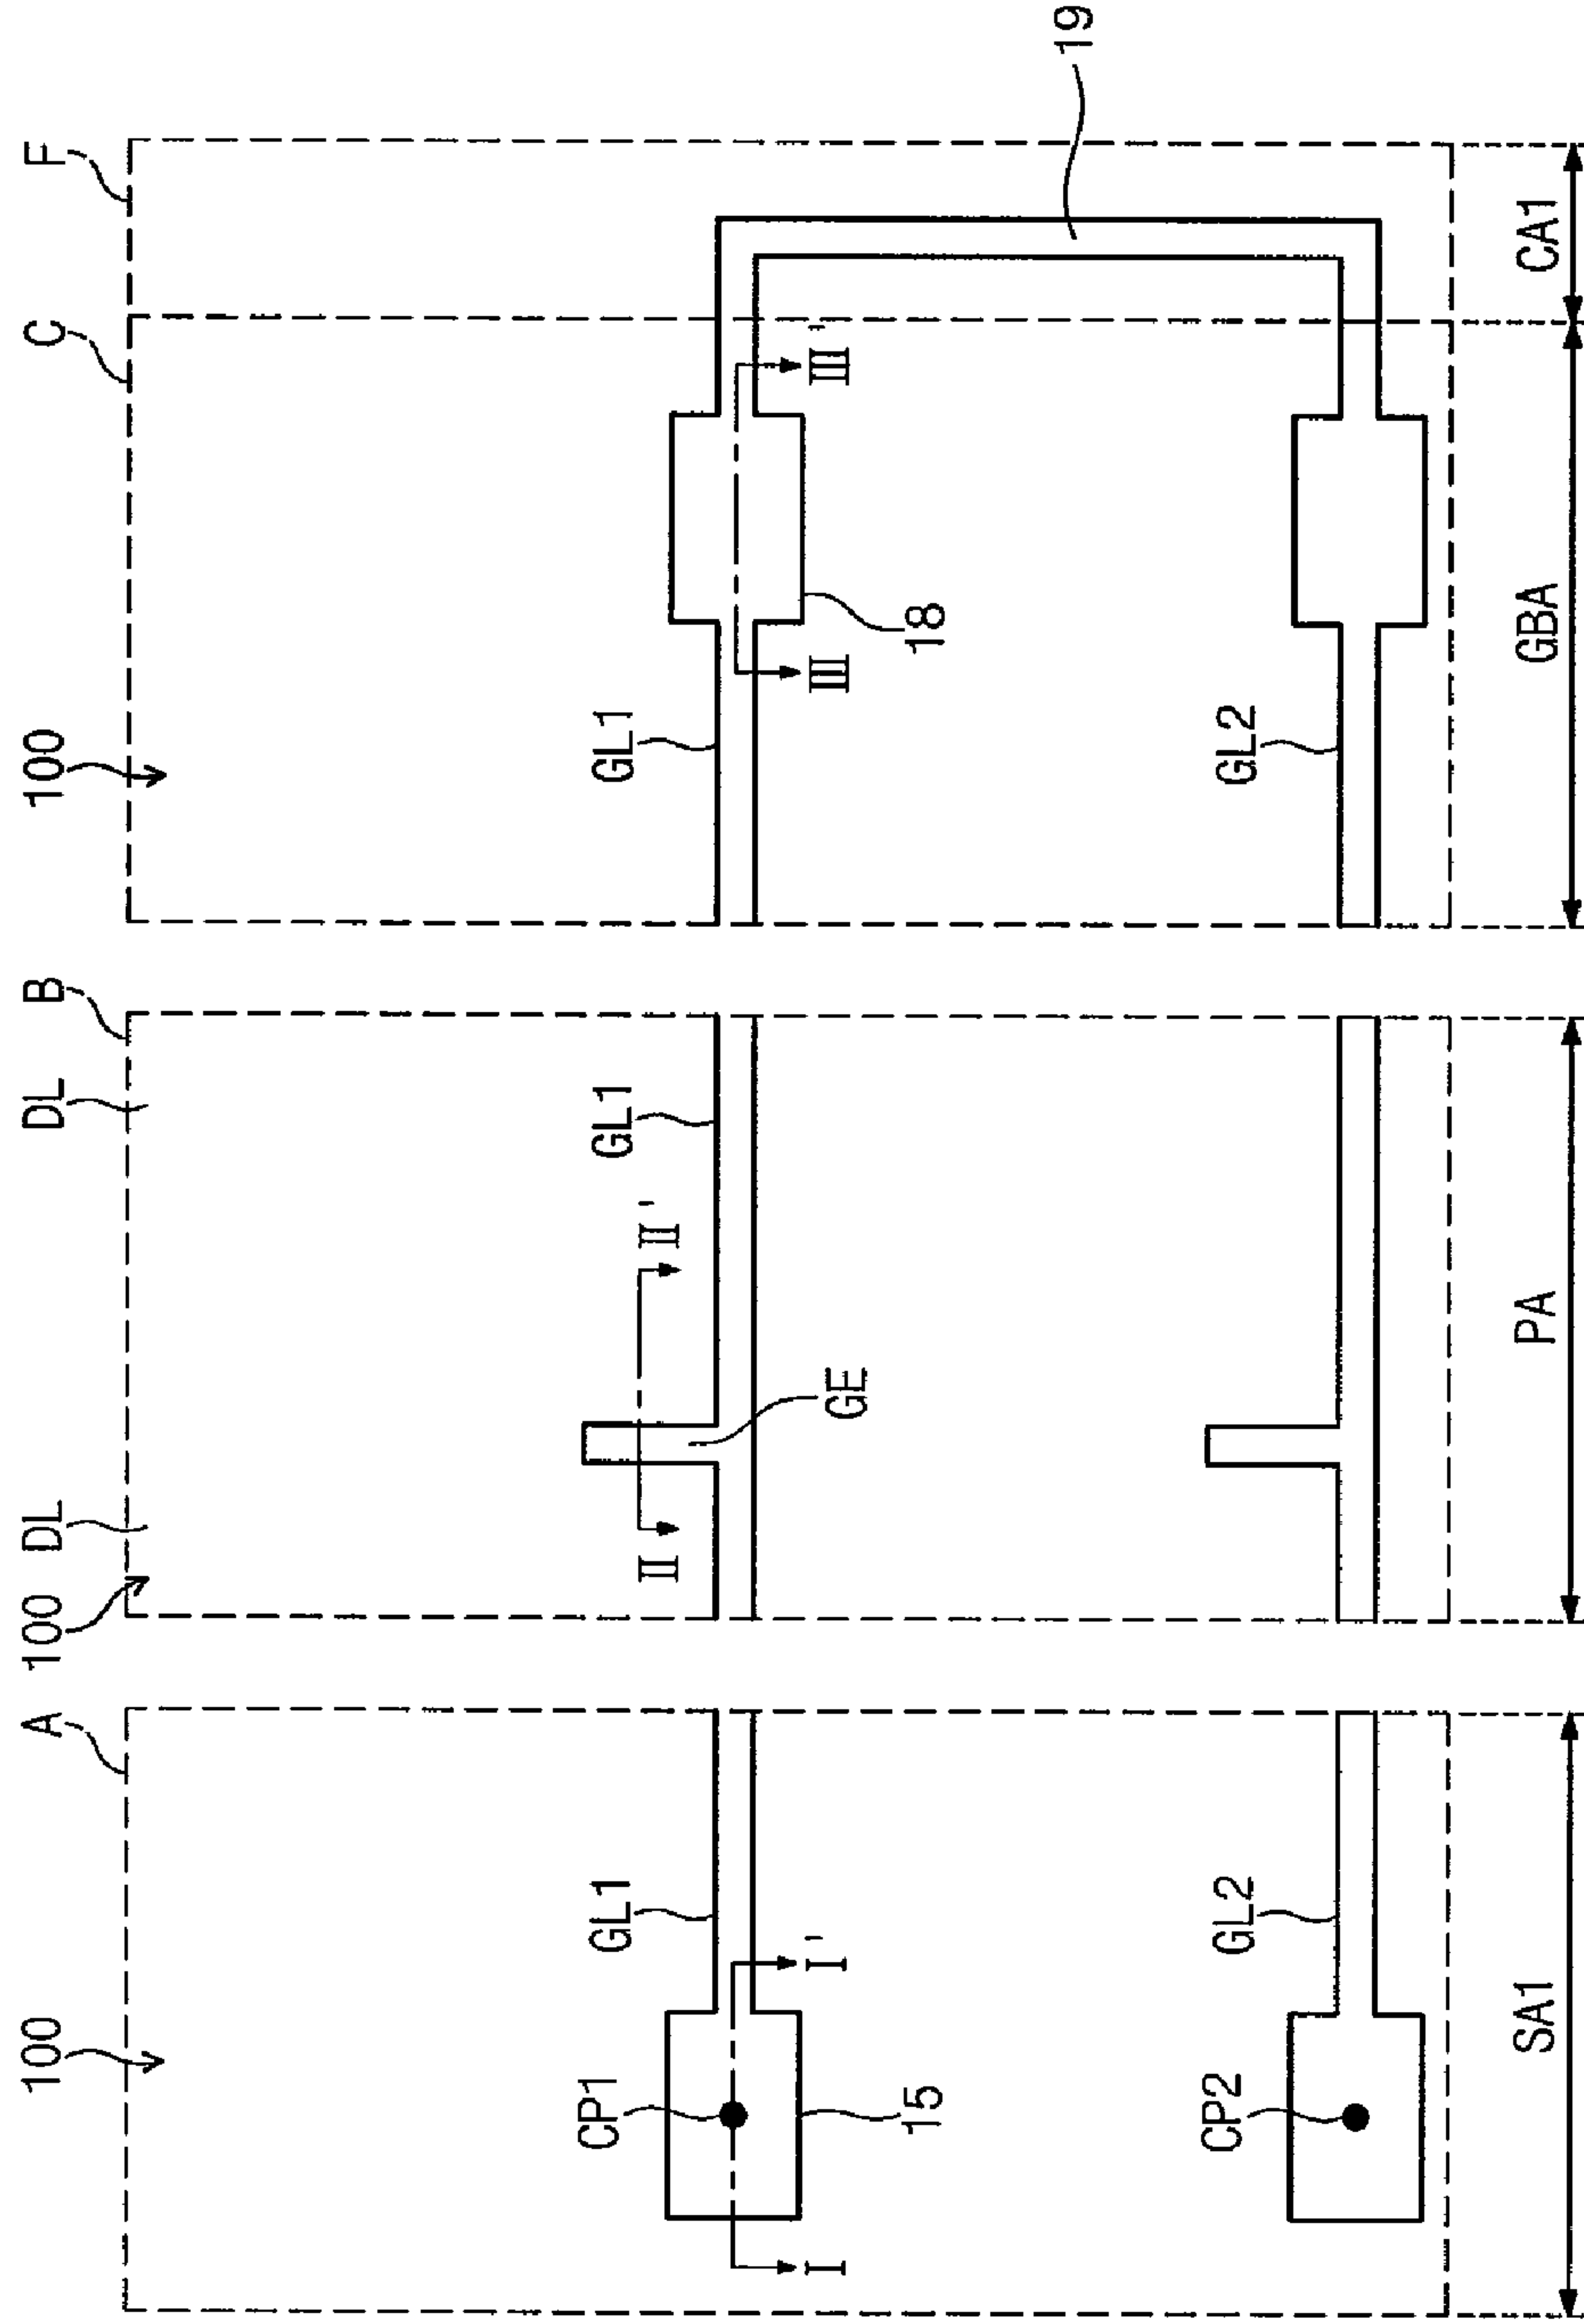 100
A
100
DL
DL
B
100
C
F
CP1
GL1
GL1
GL1
II
II'
I
I'
15
GE
III
III'
18
19
CP2
GL2
GL2
SA1
PA
GBA
CA1